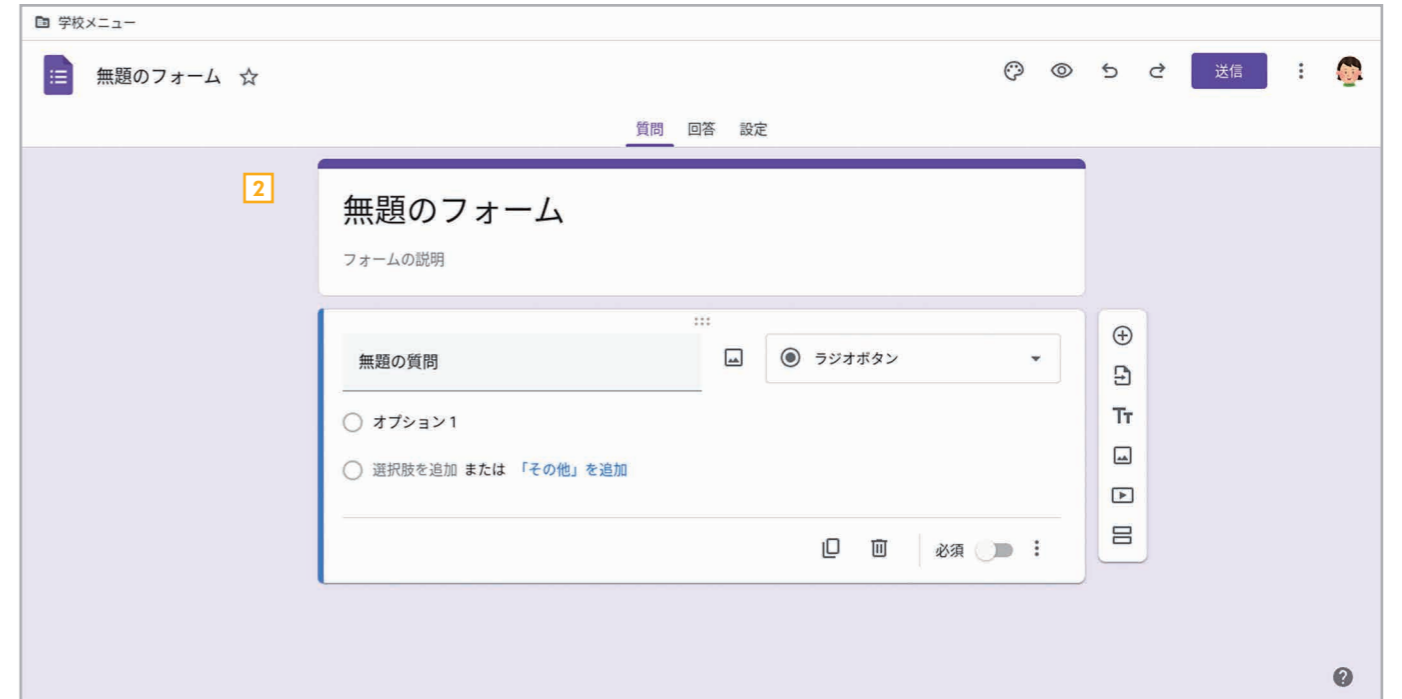 学校メニュー
無題のフォーム
送信
質問 回答 設定
2
無題のフォーム
フォームの説明
無題の質問
ラジオボタン
オプション 1
選択肢を追加 または 「その他」を追加
必須